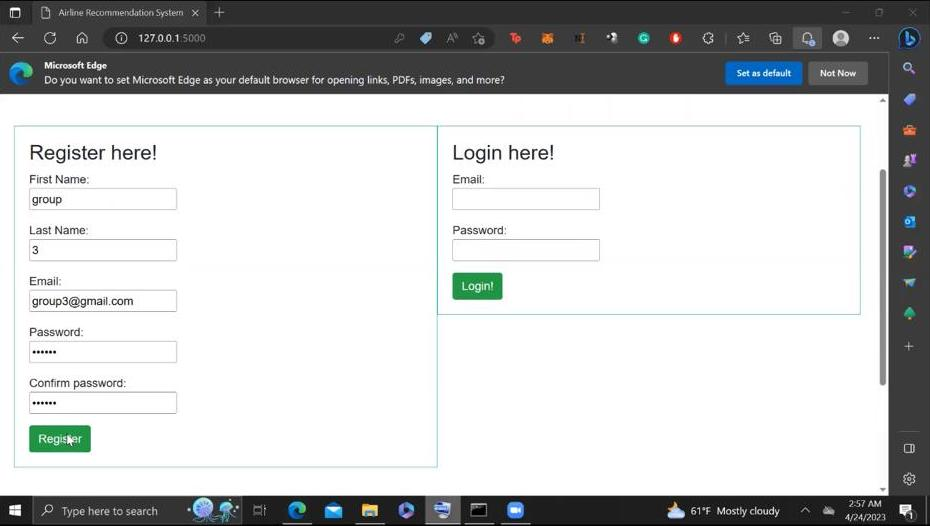 Airline Recommendation System
127.0.0.1:5000
Microsoft Edge
Do you want to set Microsoft Edge as your default browser for opening links, PDFs, images, and more?
Set as default
Not Now
Register here!
First Name:
group
Last Name:
3
Email:
group3@gmail.com
Password:
••••••
Confirm password:
••••••
Register
Login here!
Email:
Password:
Login!
Type here to search
61°F Mostly cloudy
2:57 AM
4/24/2023